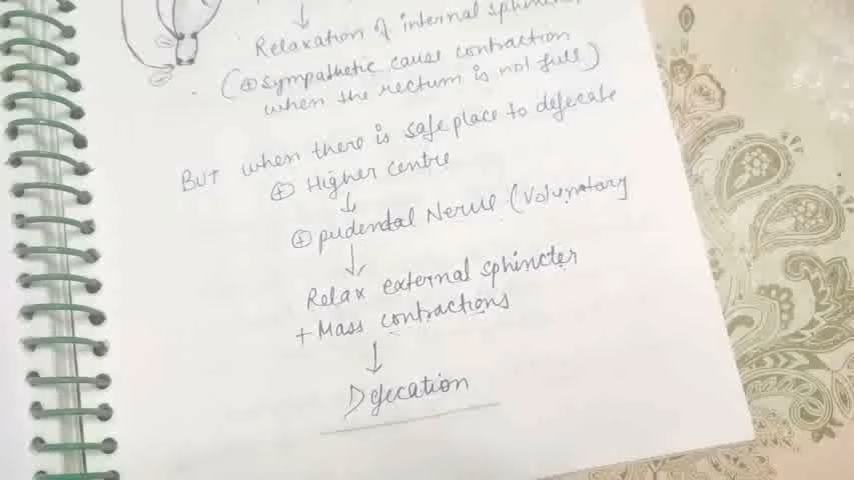 ↓
Relaxation of internal sphincter
(⊕ sympathetic cause contraction
when the rectum is not full)
But when there is safe place to defecate
⊕ Higher centre
↓
⊕ pudendal Nerve (Voluntary
↓
Relax external sphincter
+ Mass contractions
↓
Defecation